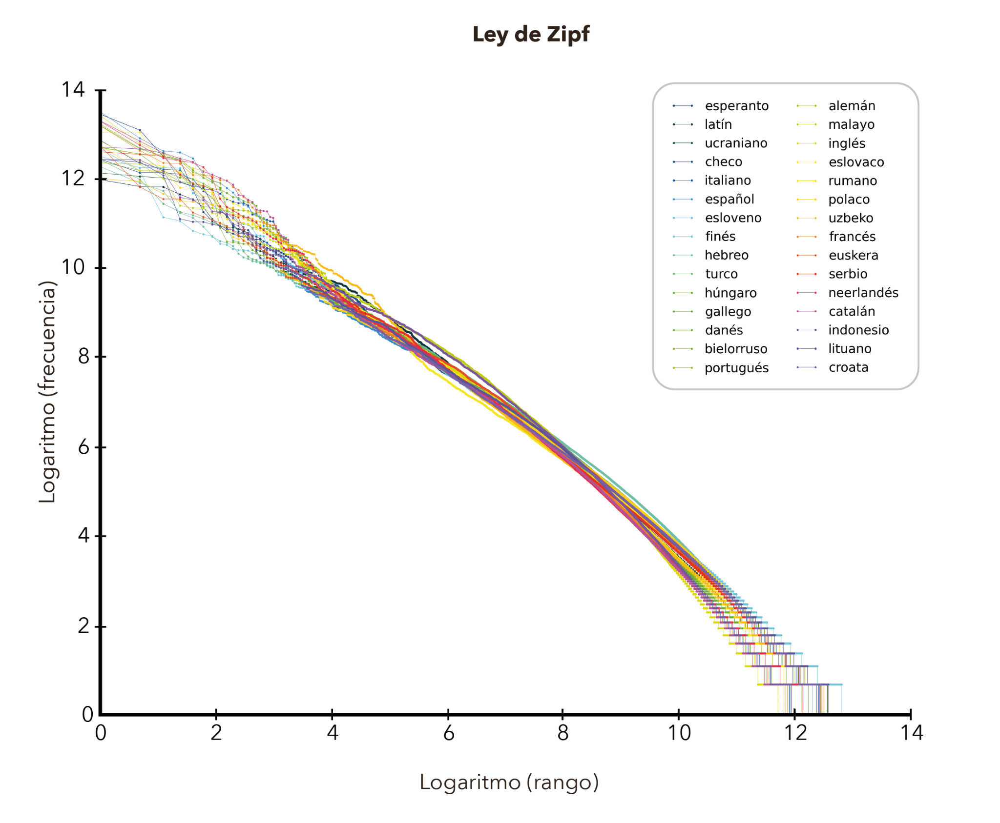 Ley de Zipf
14
12
10
8
6
4
2
0
Logaritmo (frecuencia)
0 2 4 6 8 10 12 14
Logaritmo (rango)
esperanto
latín
ucraniano
checo
italiano
español
esloveno
finés
hebreo
turco
húngaro
gallego
danés
bielorruso
portugués
alemán
malayo
inglés
eslovaco
rumano
polaco
uzbeko
francés
euskera
serbio
neerlandés
catalán
indonesio
lituano
croata